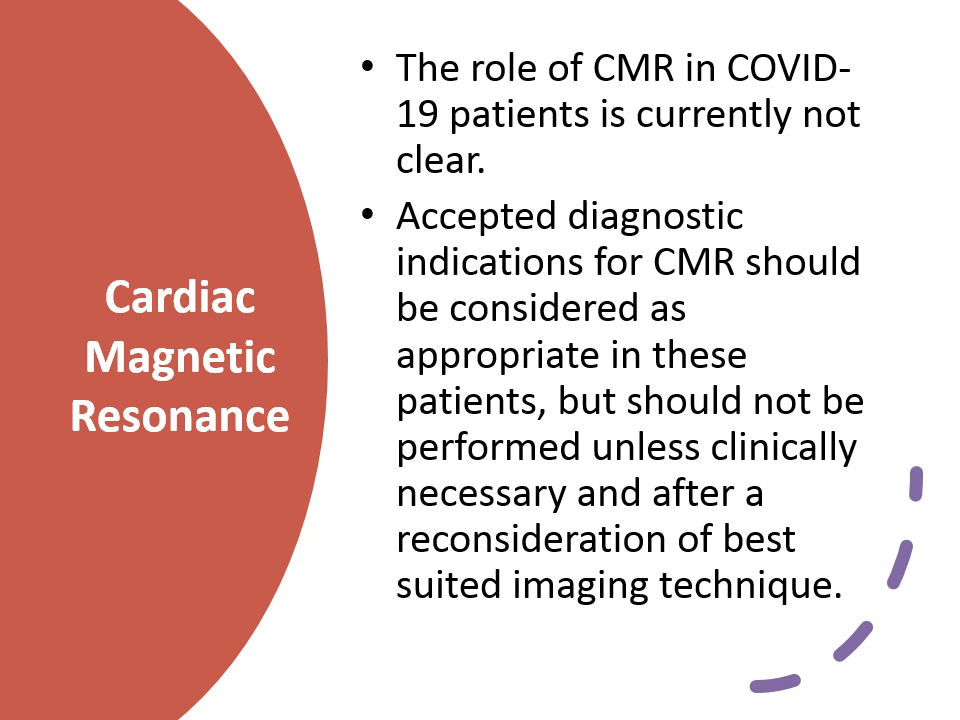 Cardiac
Magnetic
Resonance
• The role of CMR in COVID-
19 patients is currently not
clear.
• Accepted diagnostic
indications for CMR should
be considered as
appropriate in these
patients, but should not be
performed unless clinically
necessary and after a
reconsideration of best
suited imaging technique.